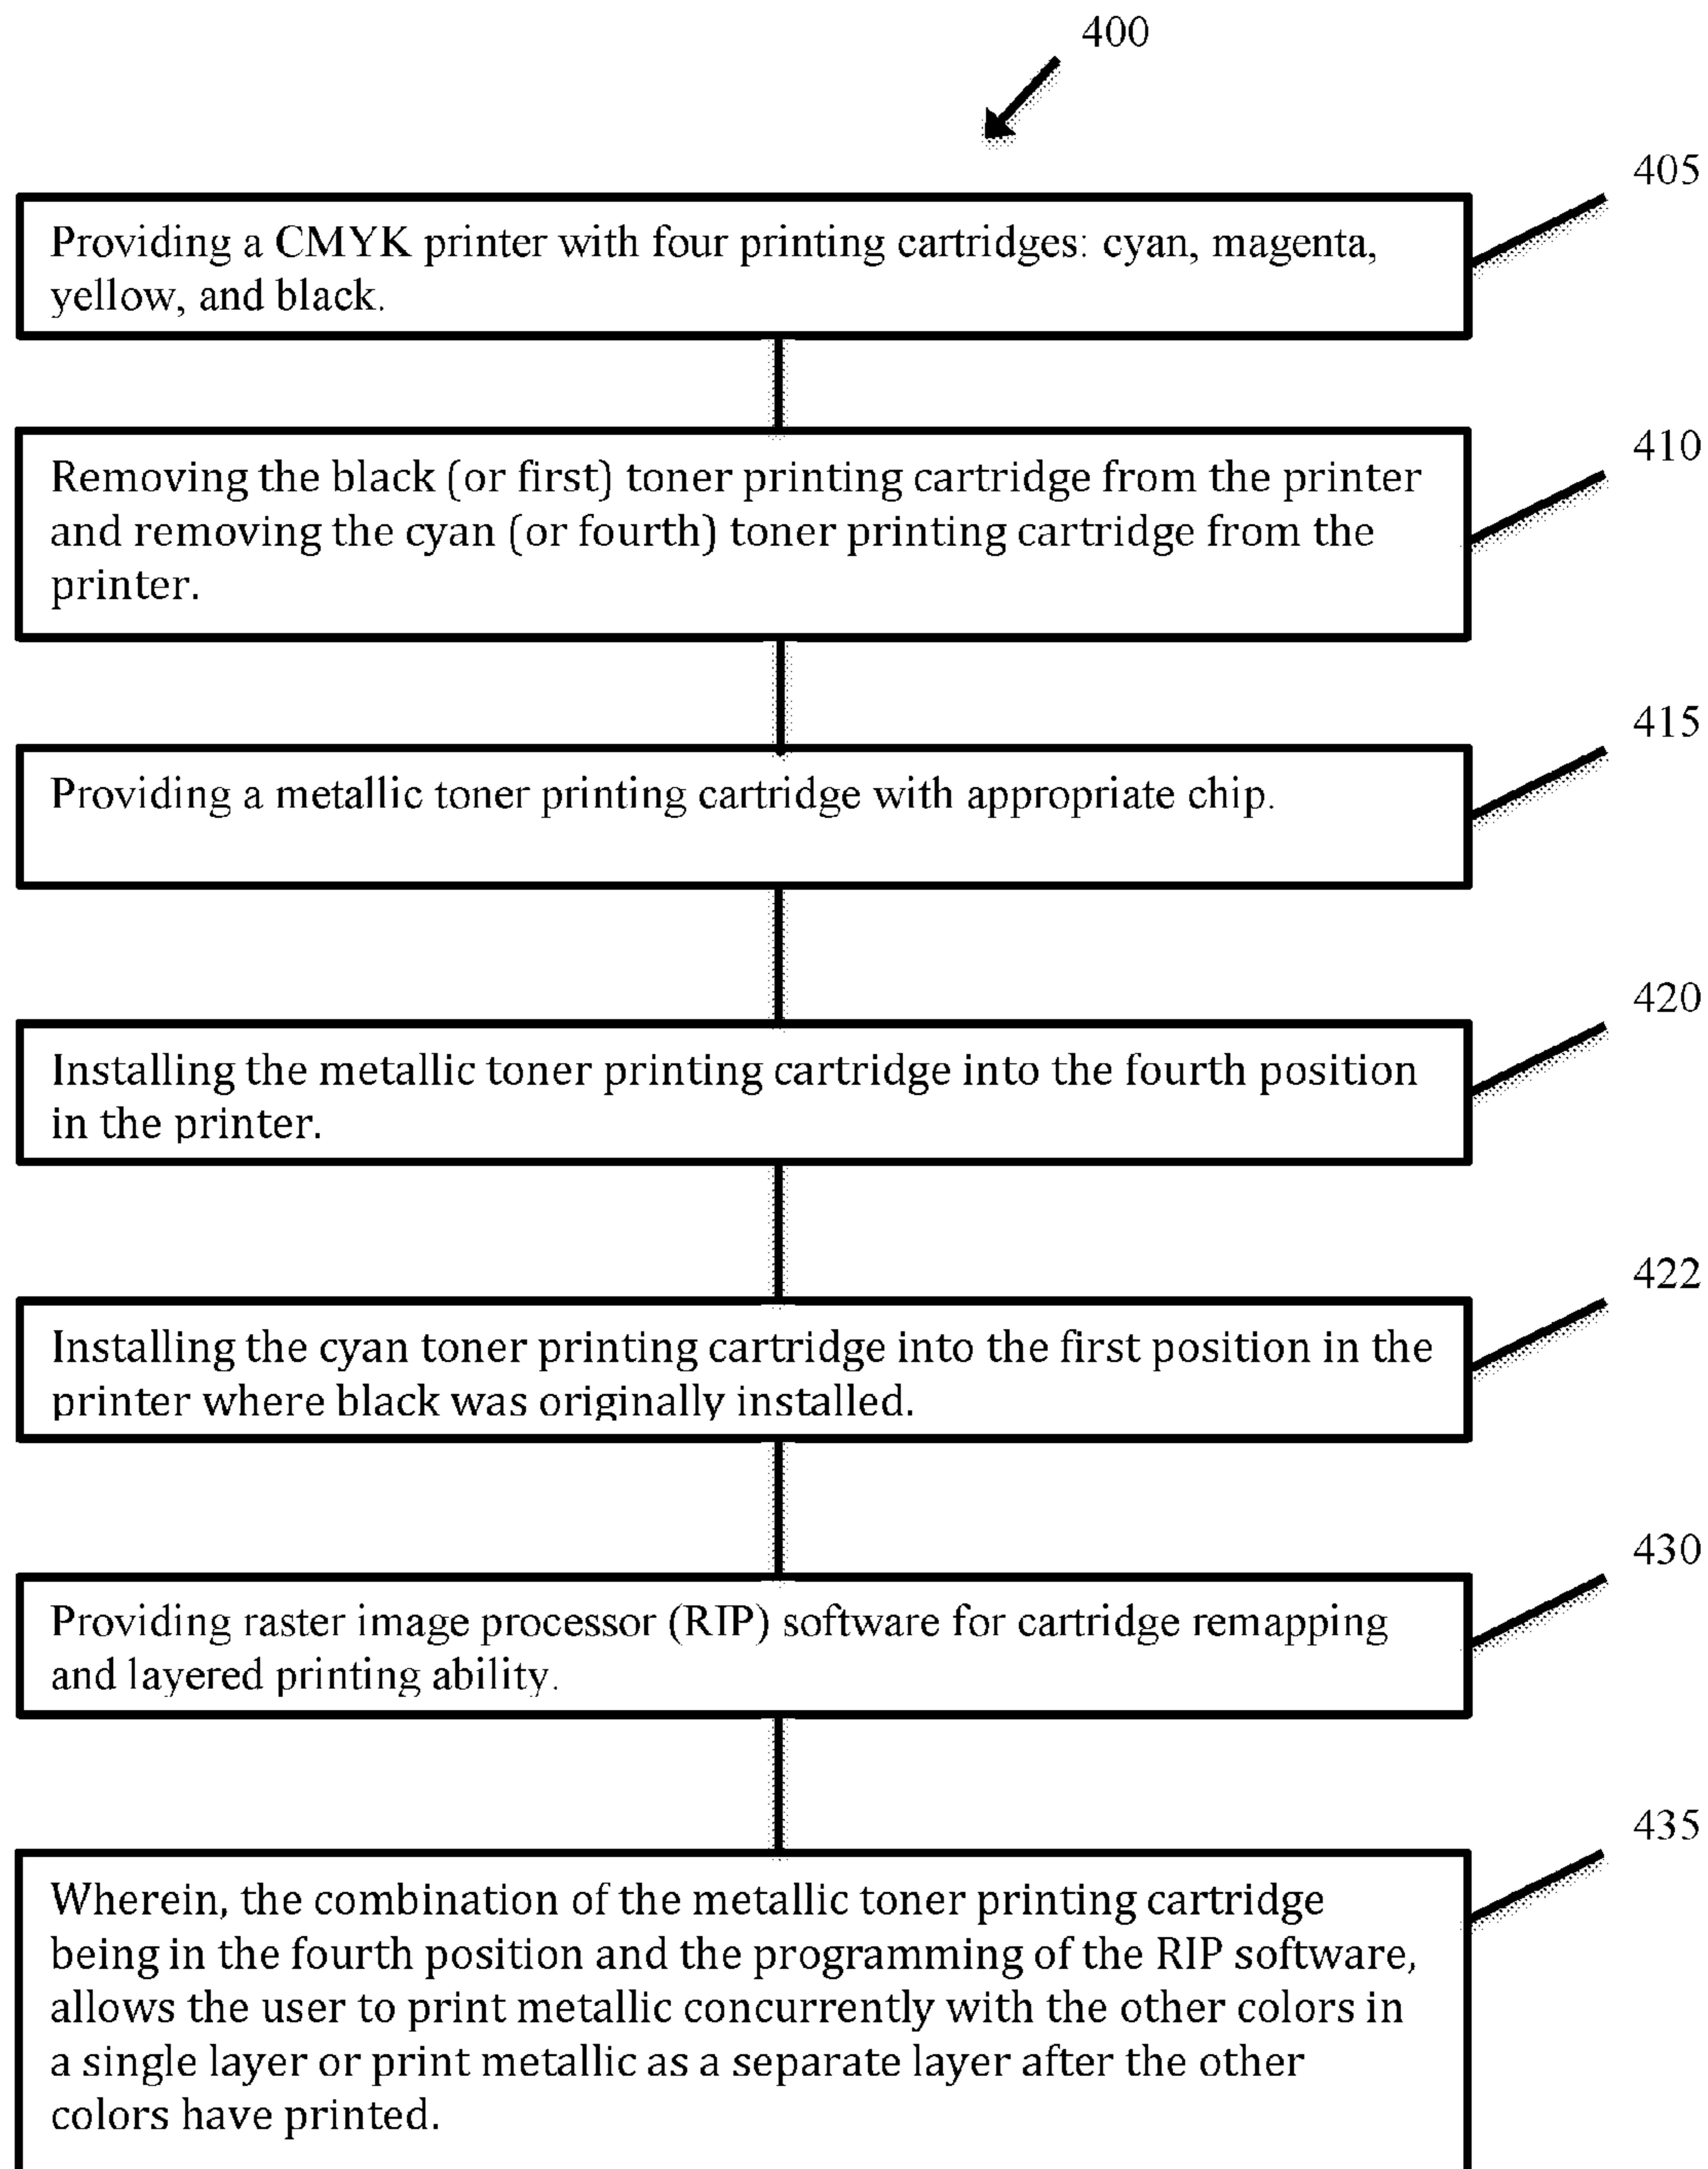 400
405
Providing a CMYK printer with four printing cartridges: cyan, magenta,
yellow, and black.
410
Removing the black (or first) toner printing cartridge from the printer
and removing the cyan (or fourth) toner printing cartridge from the
printer.
415
Providing a metallic toner printing cartridge with appropriate chip.
420
Installing the metallic toner printing cartridge into the fourth position
in the printer.
422
Installing the cyan toner printing cartridge into the first position in the
printer where black was originally installed.
430
Providing raster image processor (RIP) software for cartridge remapping
and layered printing ability.
435
Wherein, the combination of the metallic toner printing cartridge
being in the fourth position and the programming of the RIP software,
allows the user to print metallic concurrently with the other colors in
a single layer or print metallic as a separate layer after the other
colors have printed.